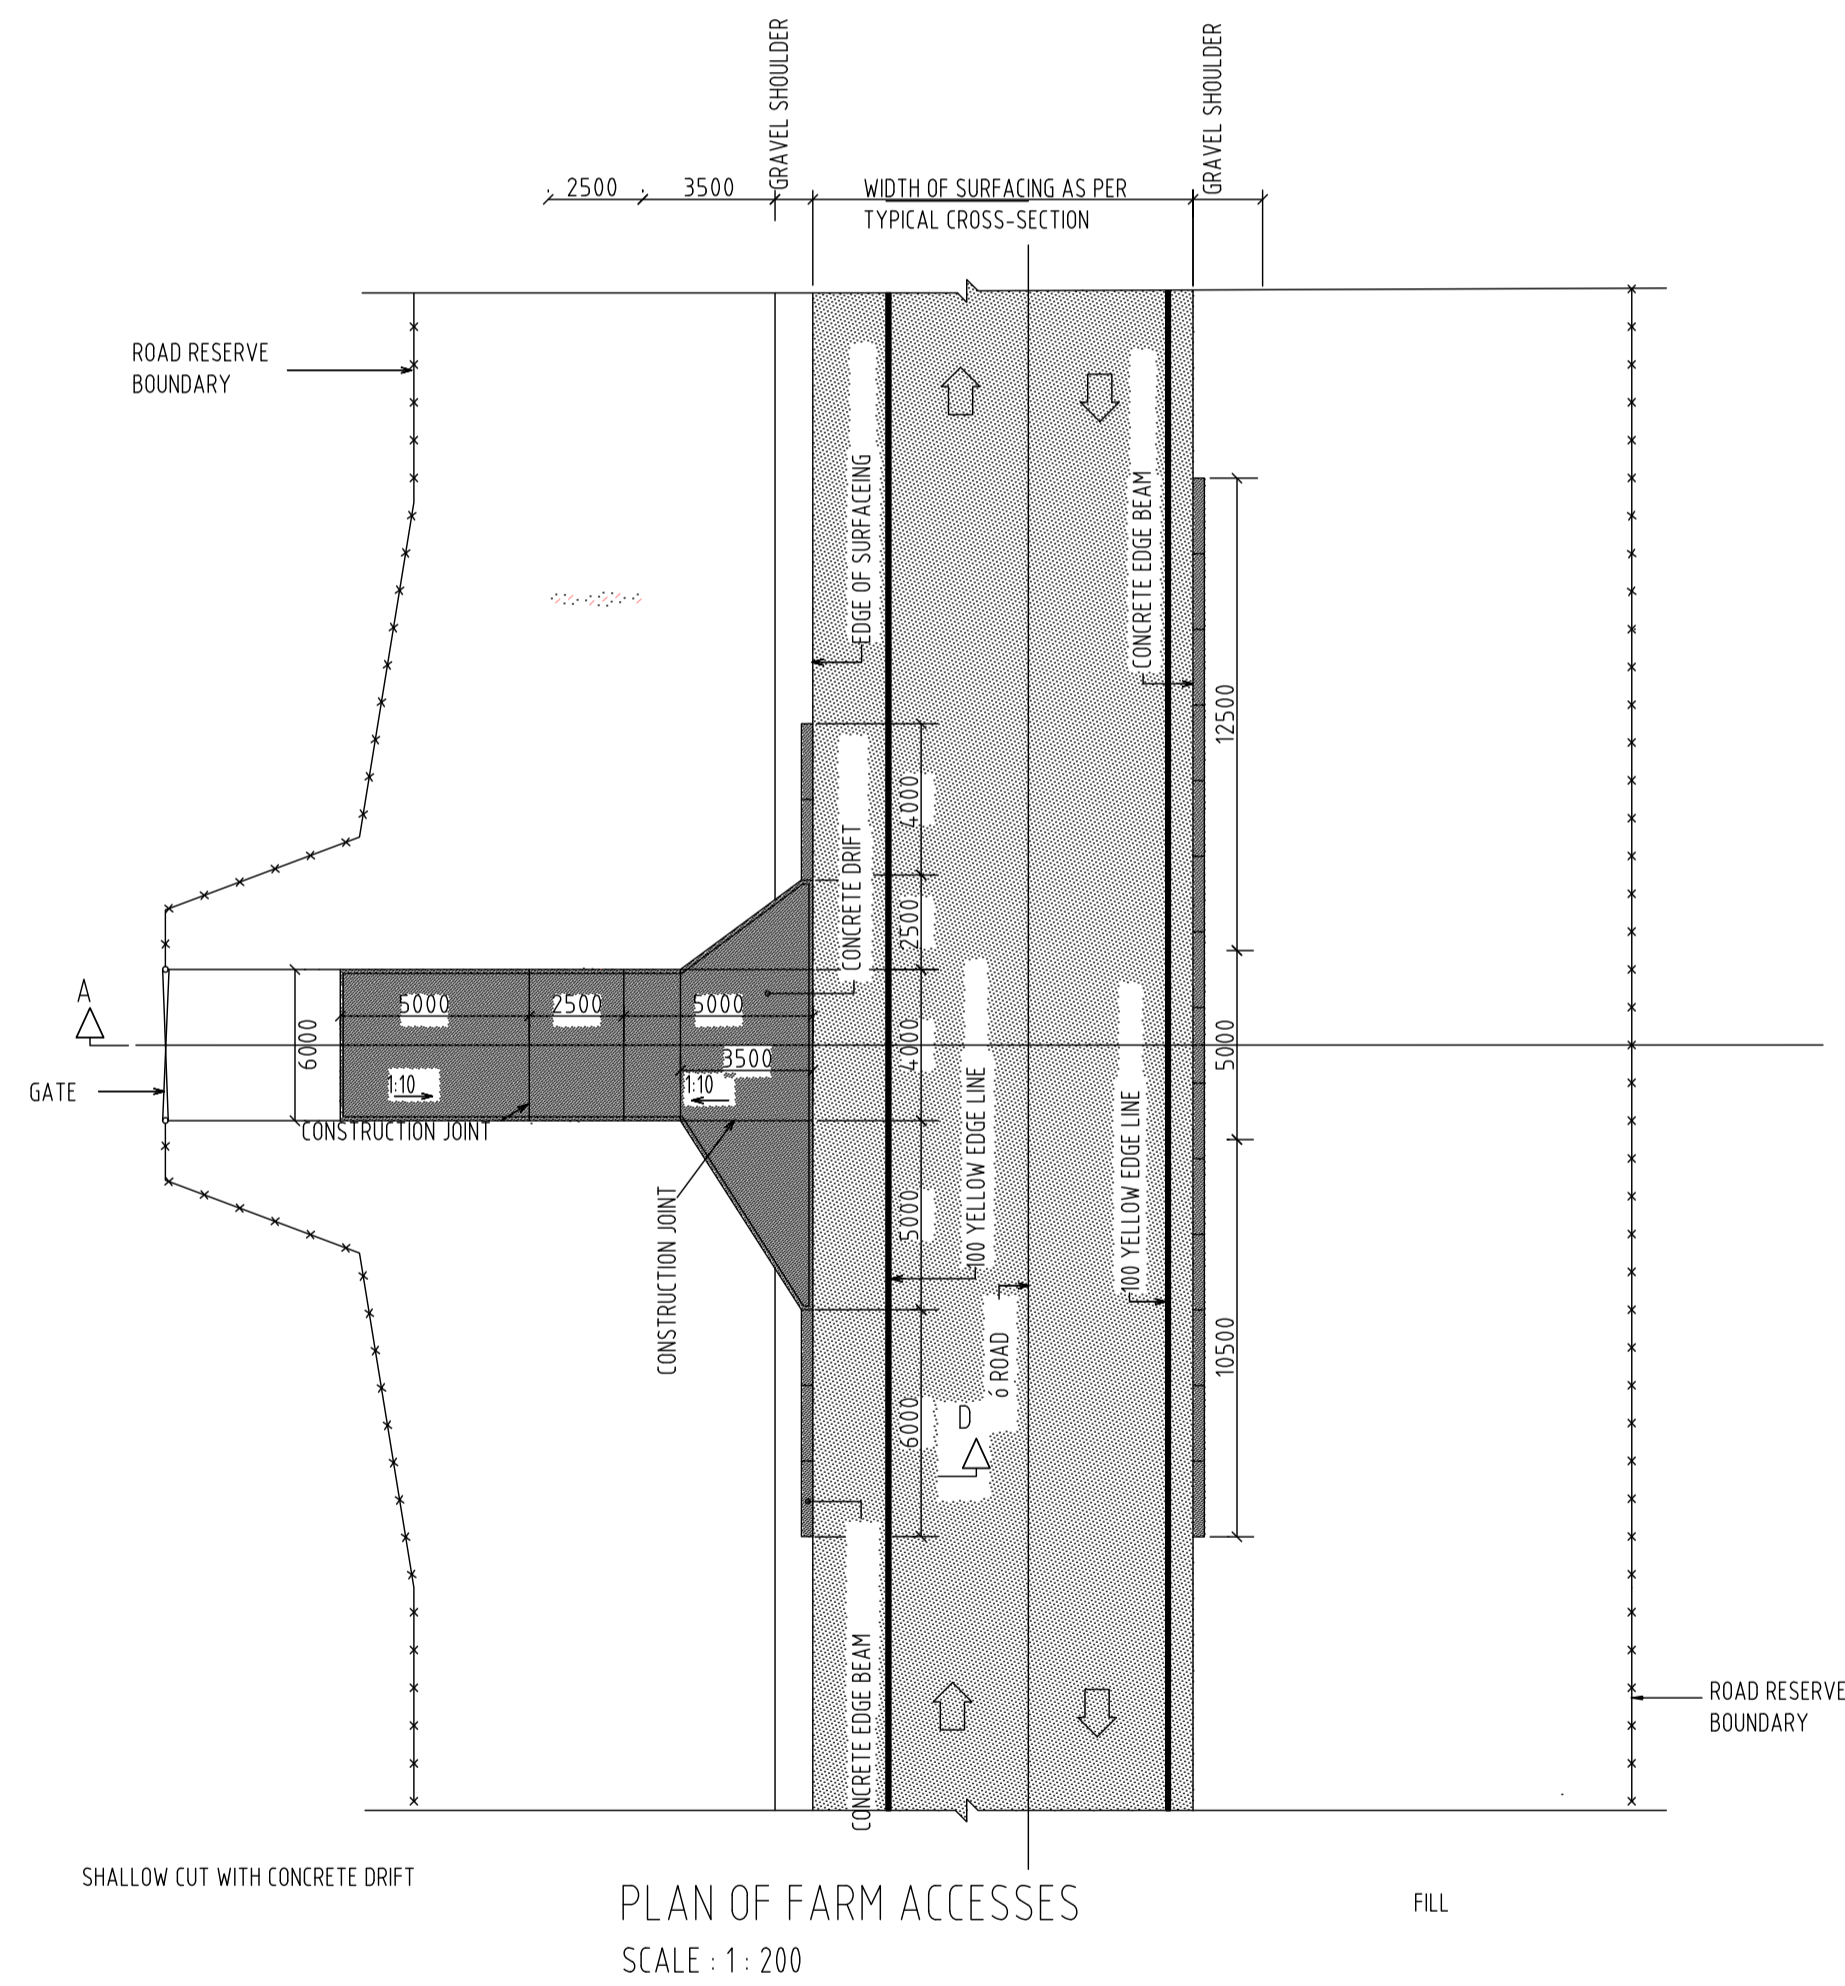 GRAVEL SHOULDER
GRAVEL SHOULDER
2500
3500
WIDTH OF SURFACING AS PER
TYPICAL CROSS-SECTION
ROAD RESERVE
BOUNDARY
EDGE OF SURFACEING
CONCRETE EDGE BEAM
12500
4000
CONCRETE DRIFT
2500
A
5000
2500
5000
6000
4000
5000
3500
GATE
1:10
1:10
CONSTRUCTION JOINT
100 YELLOW EDGE LINE
100 YELLOW EDGE LINE
CONSTRUCTION JOINT
5000
ó ROAD
10500
6000
D
CONCRETE EDGE BEAM
ROAD RESERVE
BOUNDARY
SHALLOW CUT WITH CONCRETE DRIFT
PLAN OF FARM ACCESSES
FILL
SCALE : 1 : 200